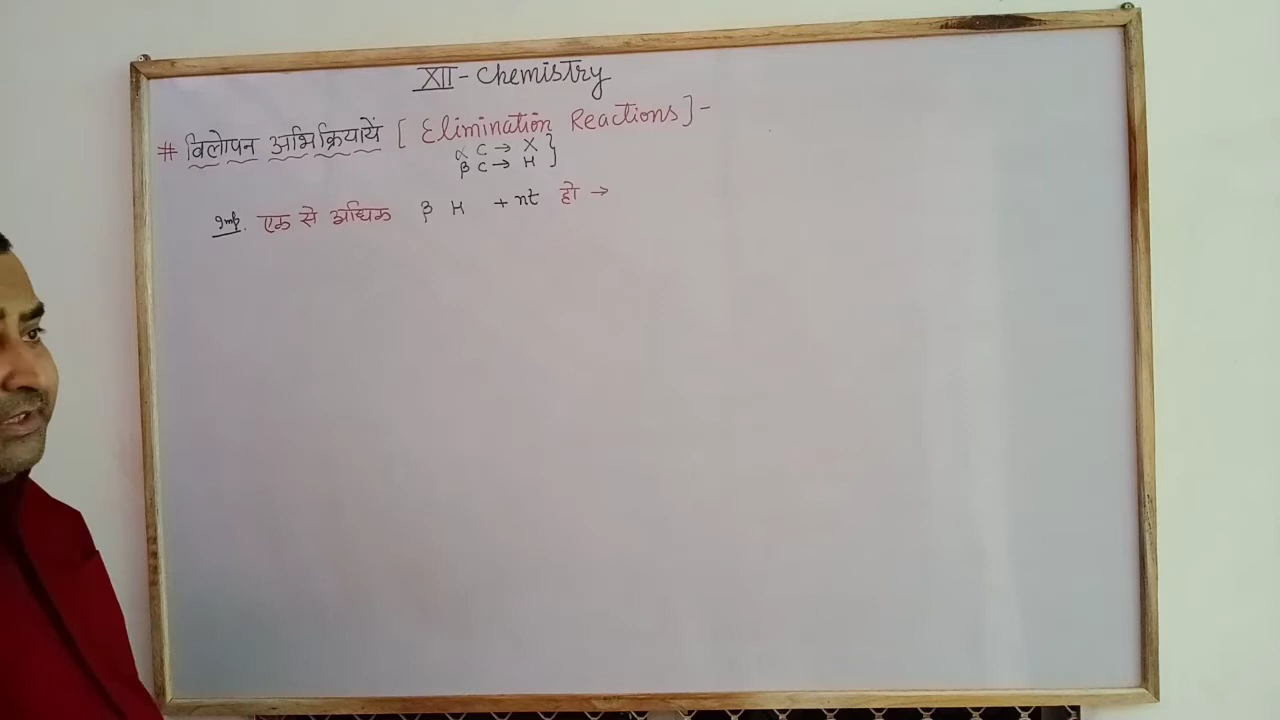 XII - Chemistry
# विलोपन अभिक्रियायें [ Elimination Reactions ] -
α C → X }
β C → H
Imp. एक से अधिक β H +nt हो →